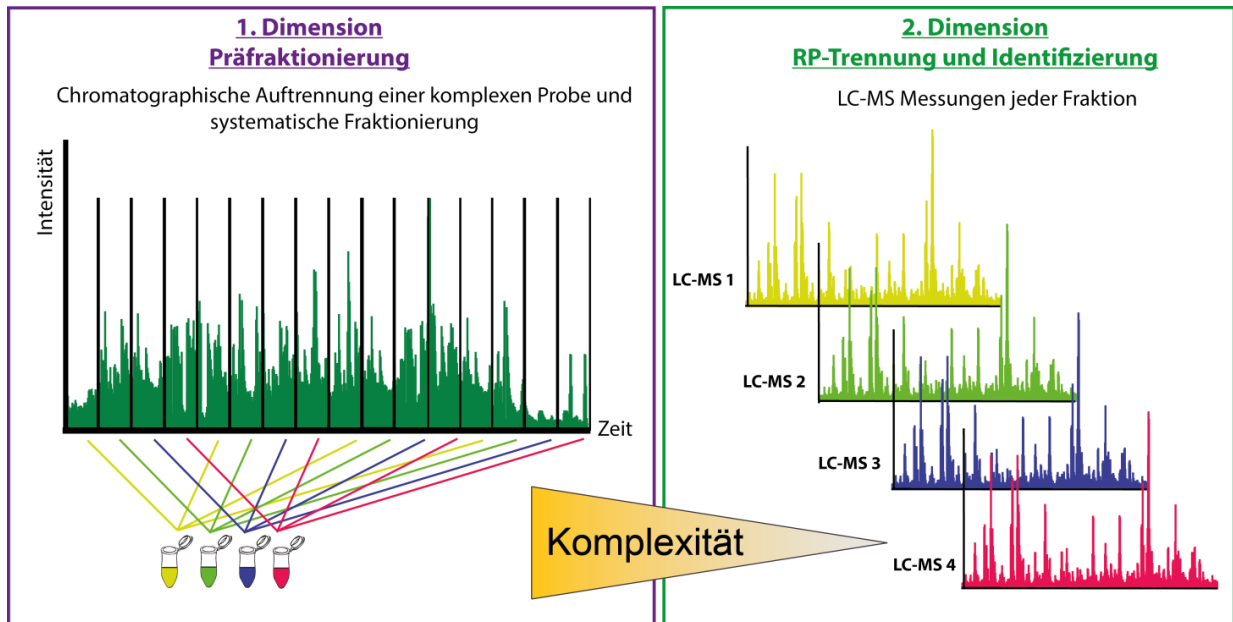 1. Dimension
Präfraktionierung
Chromatographische Auftrennung einer komplexen Probe und
systematische Fraktionierung
Intensität
Zeit
2. Dimension
RP-Trennung und Identifizierung
LC-MS Messungen jeder Fraktion
LC-MS 1
LC-MS 2
LC-MS 3
LC-MS 4
Komplexität